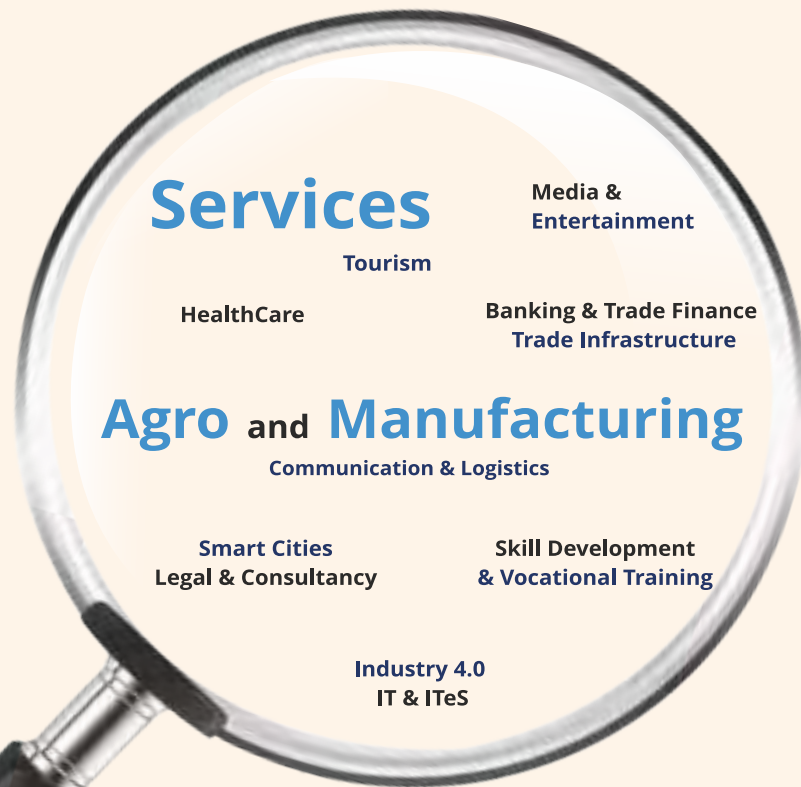 Services
Media &
Entertainment
Tourism
HealthCare
Banking & Trade Finance
Trade Infrastructure
Agro and Manufacturing
Communication & Logistics
Smart Cities
Legal & Consultancy
Skill Development
& Vocational Training
Industry 4.0
IT & ITeS